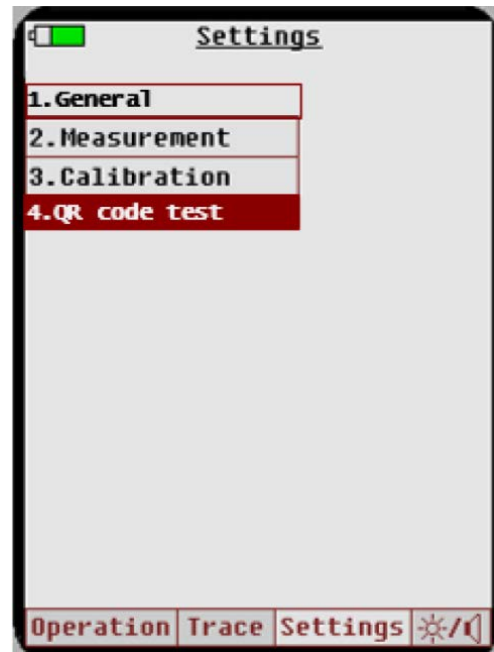 Settings
1.General
2.Measurement
3.Calibration
4.QR code test
Operation Trace Settings /